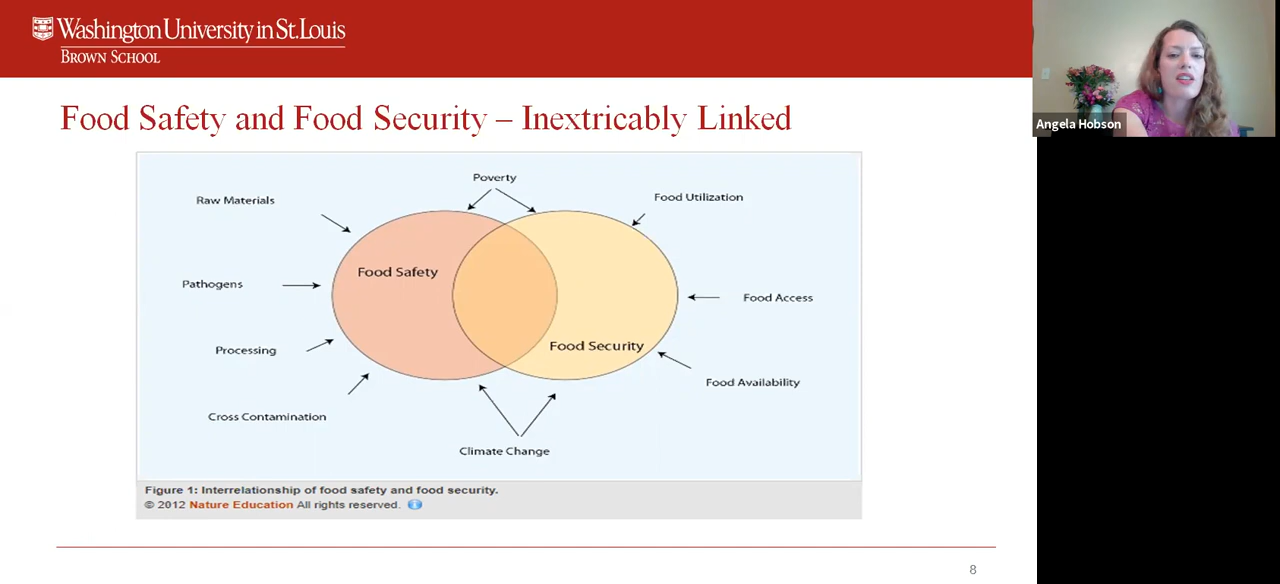 Washington University in St. Louis
BROWN SCHOOL
Angela Hobson
Food Safety and Food Security – Inextricably Linked
Poverty
Raw Materials
Food Utilization
Food Safety
Pathogens
Food Access
Processing
Food Security
Food Availability
Cross Contamination
Climate Change
Figure 1: Interrelationship of food safety and food security.
© 2012 Nature Education All rights reserved.
8